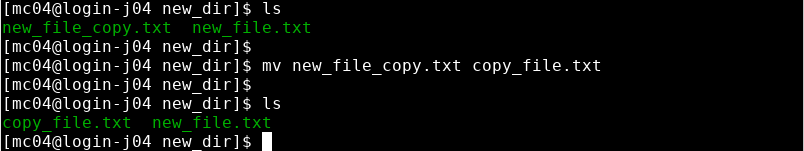 [mc04@login-j04 new_dir]$ ls
new_file_copy.txt  new_file.txt
[mc04@login-j04 new_dir]$
[mc04@login-j04 new_dir]$ mv new_file_copy.txt copy_file.txt
[mc04@login-j04 new_dir]$
[mc04@login-j04 new_dir]$ ls
copy_file.txt  new_file.txt
[mc04@login-j04 new_dir]$